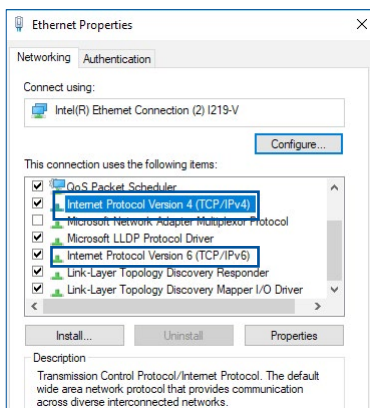 Ethernet Properties
Networking Authentication
Connect using:
Intel(R) Ethernet Connection (2) I219-V
Configure...
This connection uses the following items:
QoS Packet Scheduler
Internet Protocol Version 4 (TCP/IPv4)
Microsoft Network Adapter Multiplexor Protocol
Microsoft LLDP Protocol Driver
Internet Protocol Version 6 (TCP/IPv6)
Link-Layer Topology Discovery Responder
Link-Layer Topology Discovery Mapper I/O Driver
Install... Uninstall Properties
Description
Transmission Control Protocol/Internet Protocol. The default
wide area network protocol that provides communication
across diverse interconnected networks.